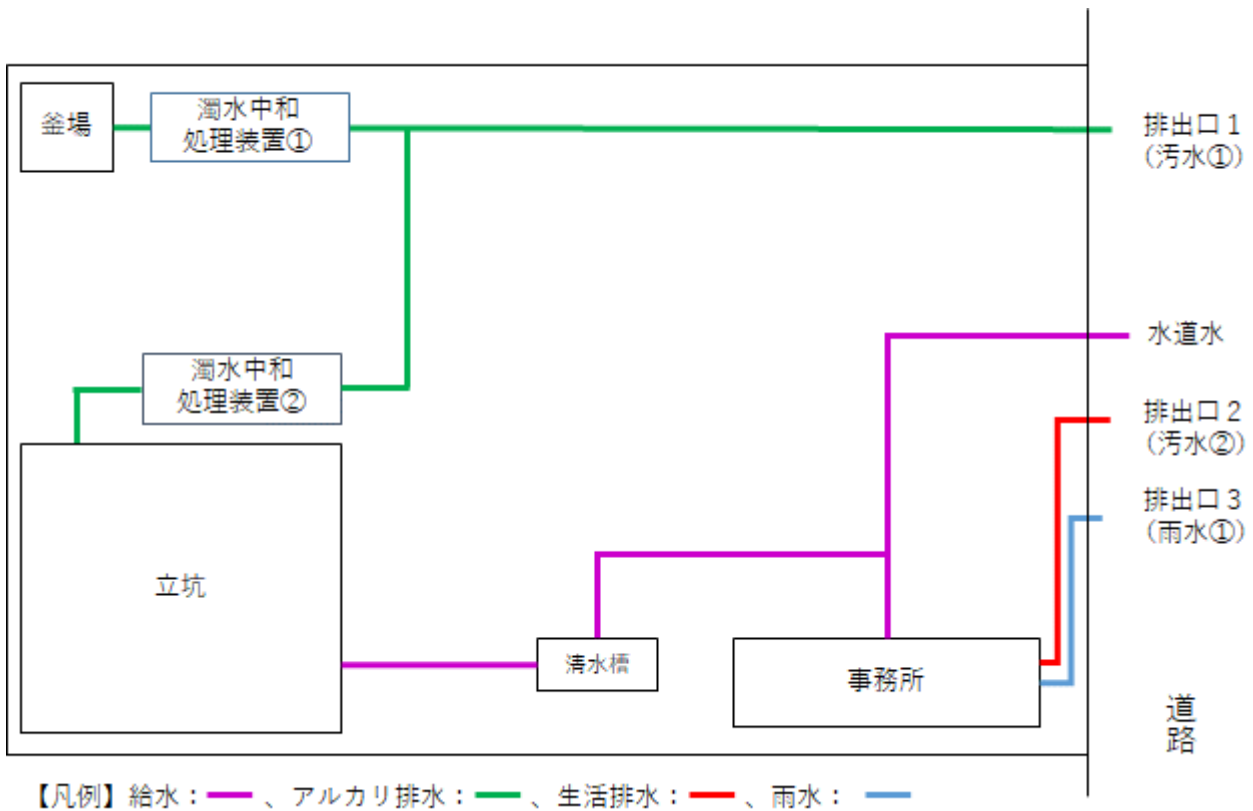 釜場
濁水中和
処理装置①
排出口1
(汚水①)
水道水
濁水中和
処理装置②
排出口2
(汚水②)
排出口3
(雨水①)
立坑
清水槽
事務所
道路
【凡例】給水： 、アルカリ排水： 、生活排水： 、雨水：